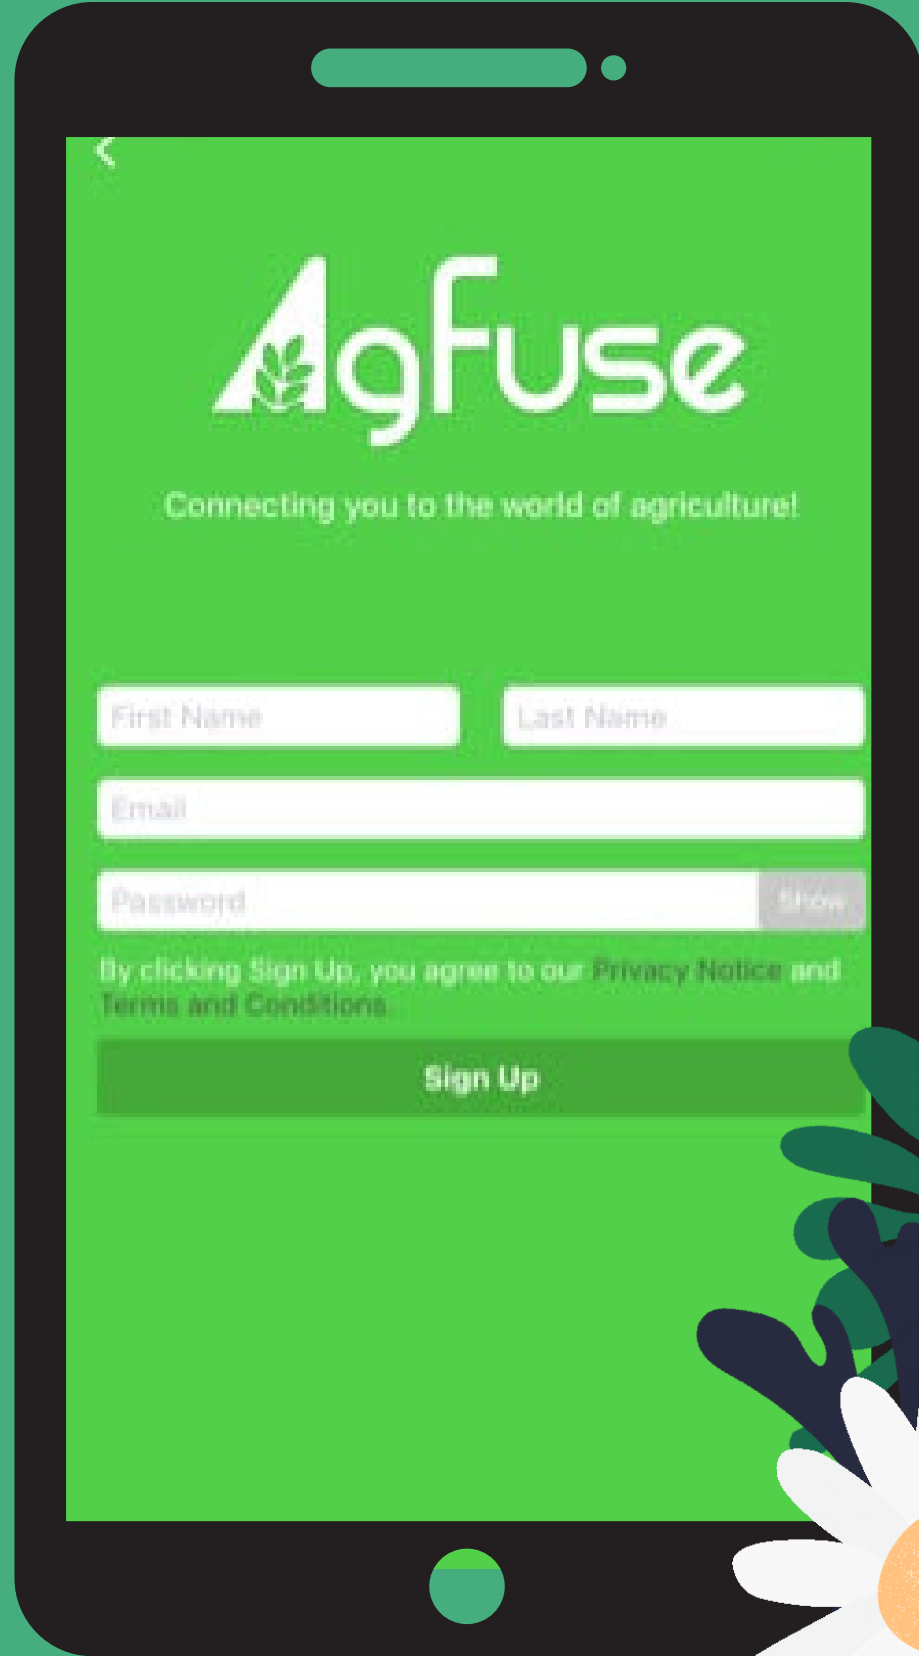 AgFuse
Connecting you to the world of agriculture!
First Name Last Name
Email
Password Show
By clicking Sign Up, you agree to our Privacy Notice and
Terms and Conditions.
Sign Up